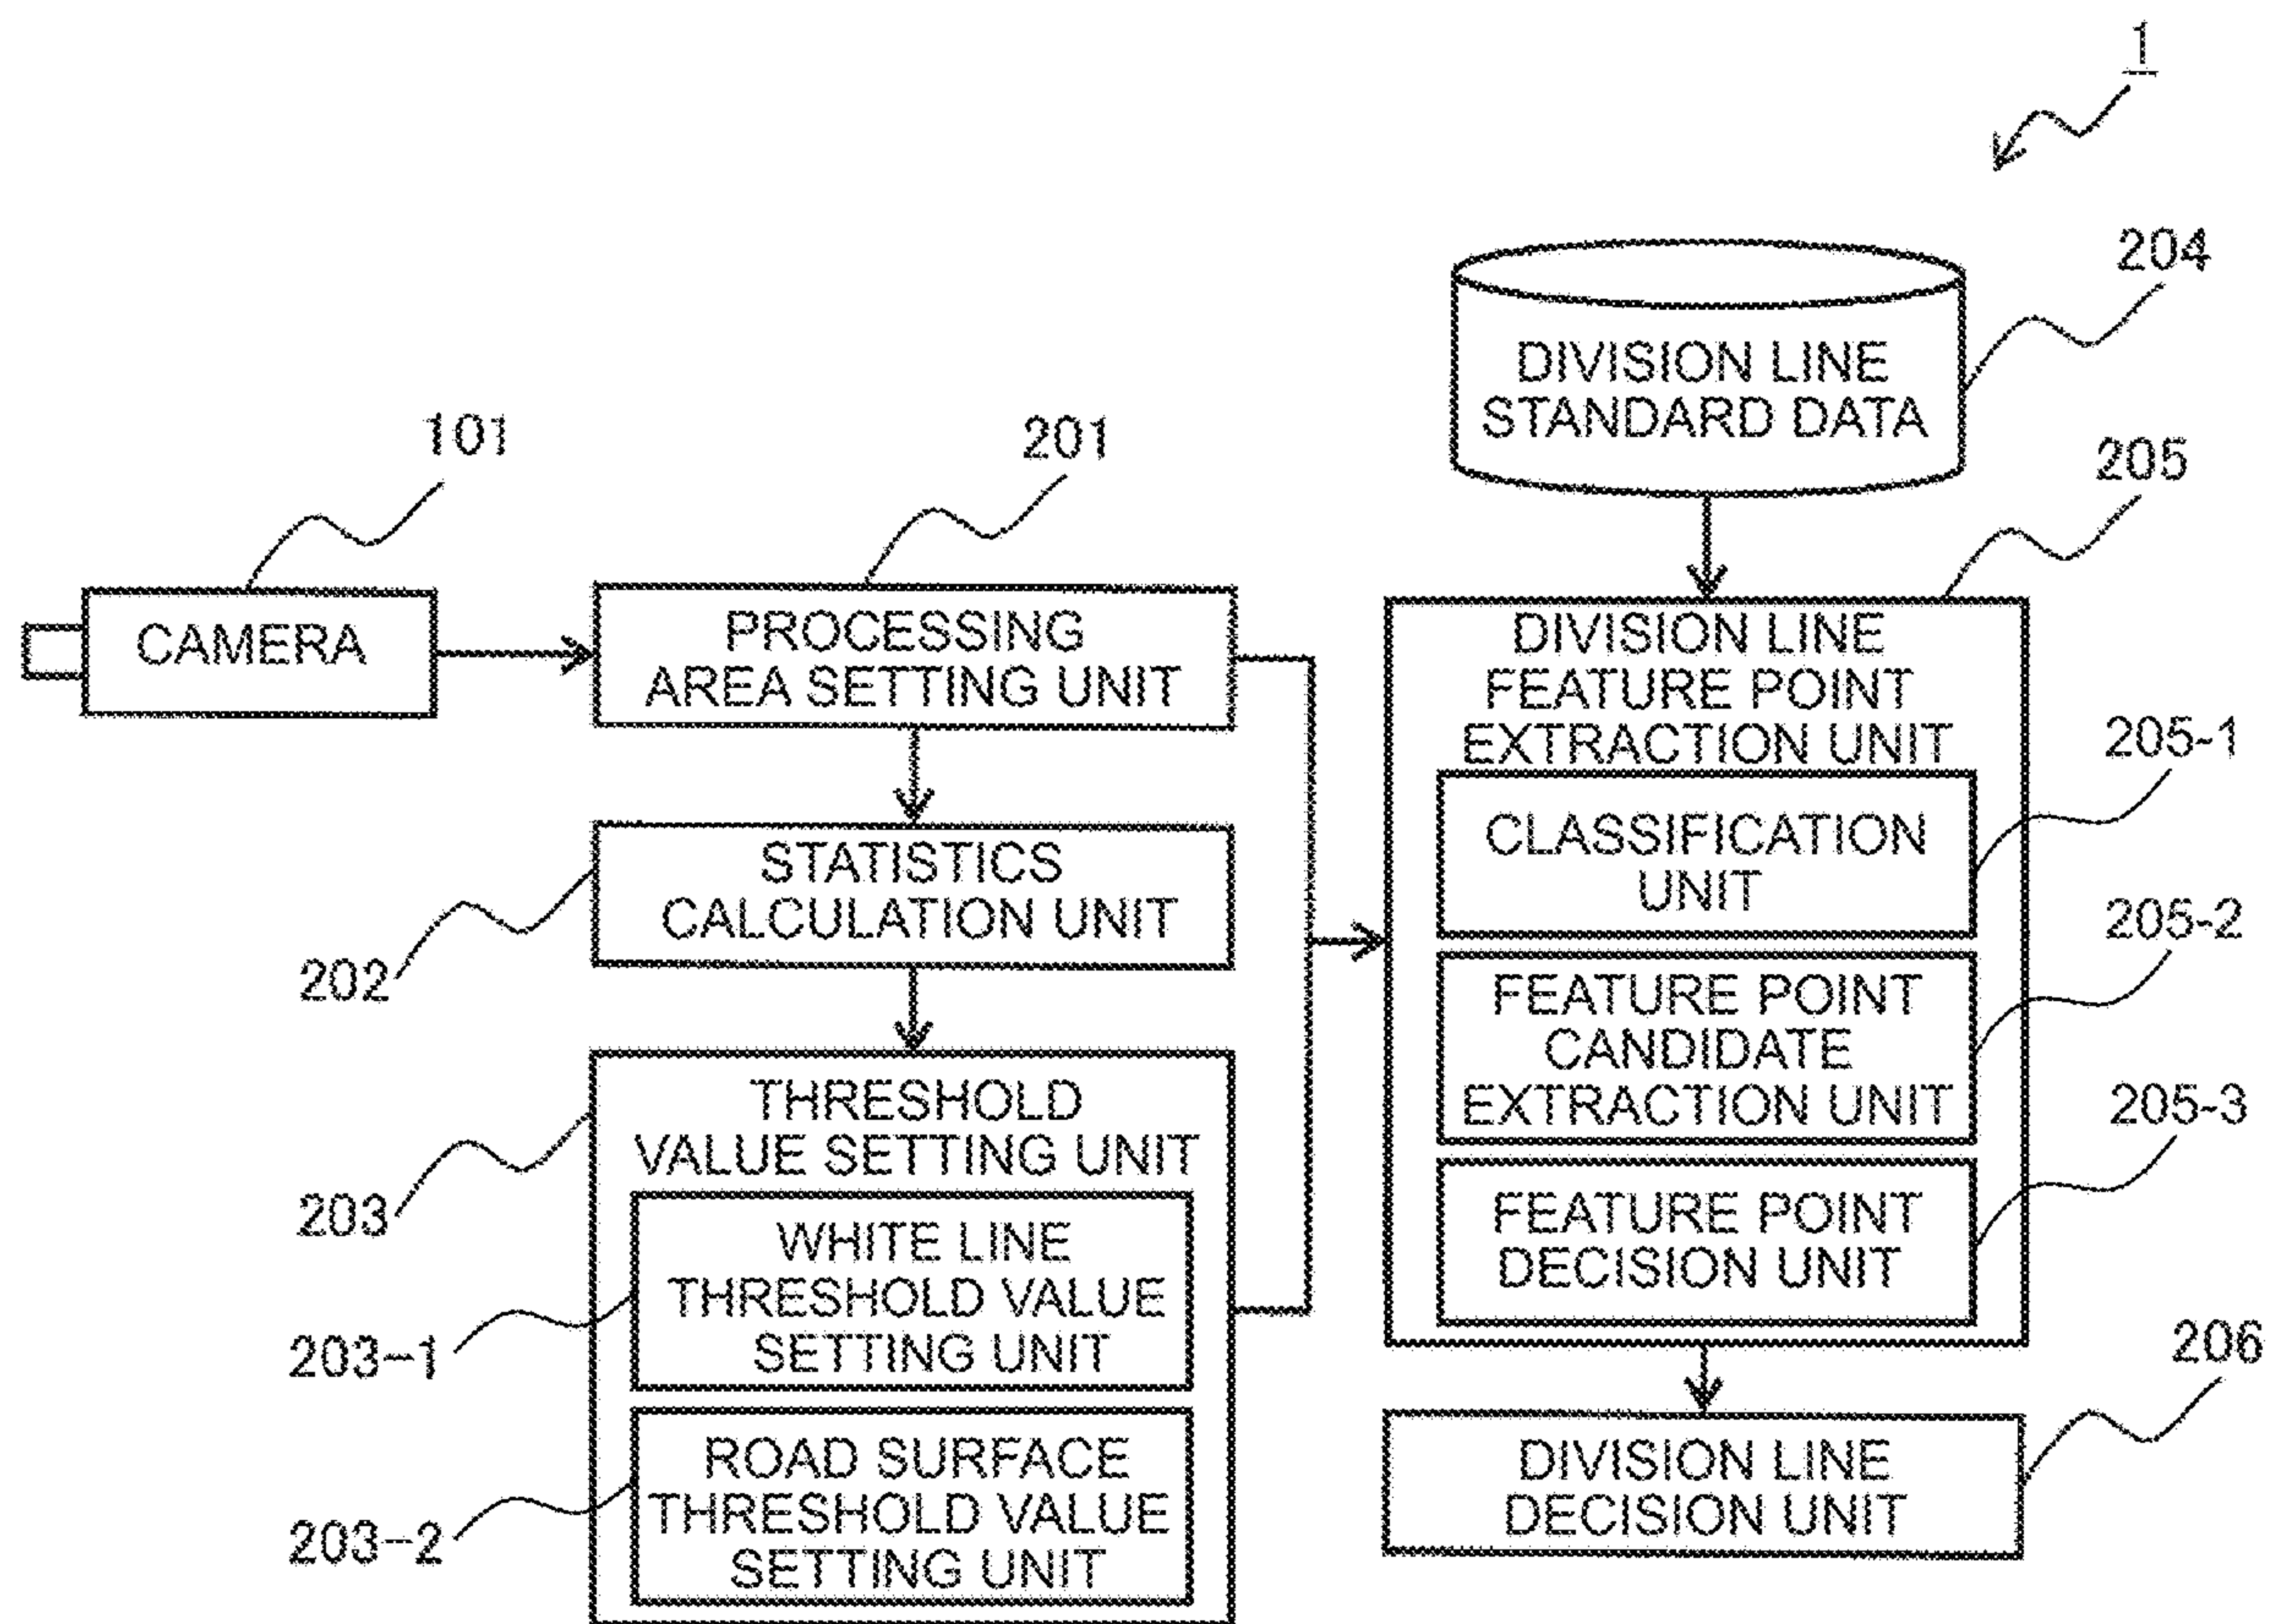 1
204
DIVISION LINE
STANDARD DATA
101
201
205
CAMERA
PROCESSING
AREA SETTING UNIT
DIVISION LINE
FEATURE POINT
EXTRACTION UNIT
205-1
CLASSIFICATION
UNIT
STATISTICS
CALCULATION UNIT
202
205-2
FEATURE POINT
CANDIDATE
EXTRACTION UNIT
THRESHOLD
VALUE SETTING UNIT
203
205-3
FEATURE POINT
DECISION UNIT
WHITE LINE
THRESHOLD VALUE
SETTING UNIT
203-1
206
DIVISION LINE
DECISION UNIT
ROAD SURFACE
THRESHOLD VALUE
SETTING UNIT
203-2